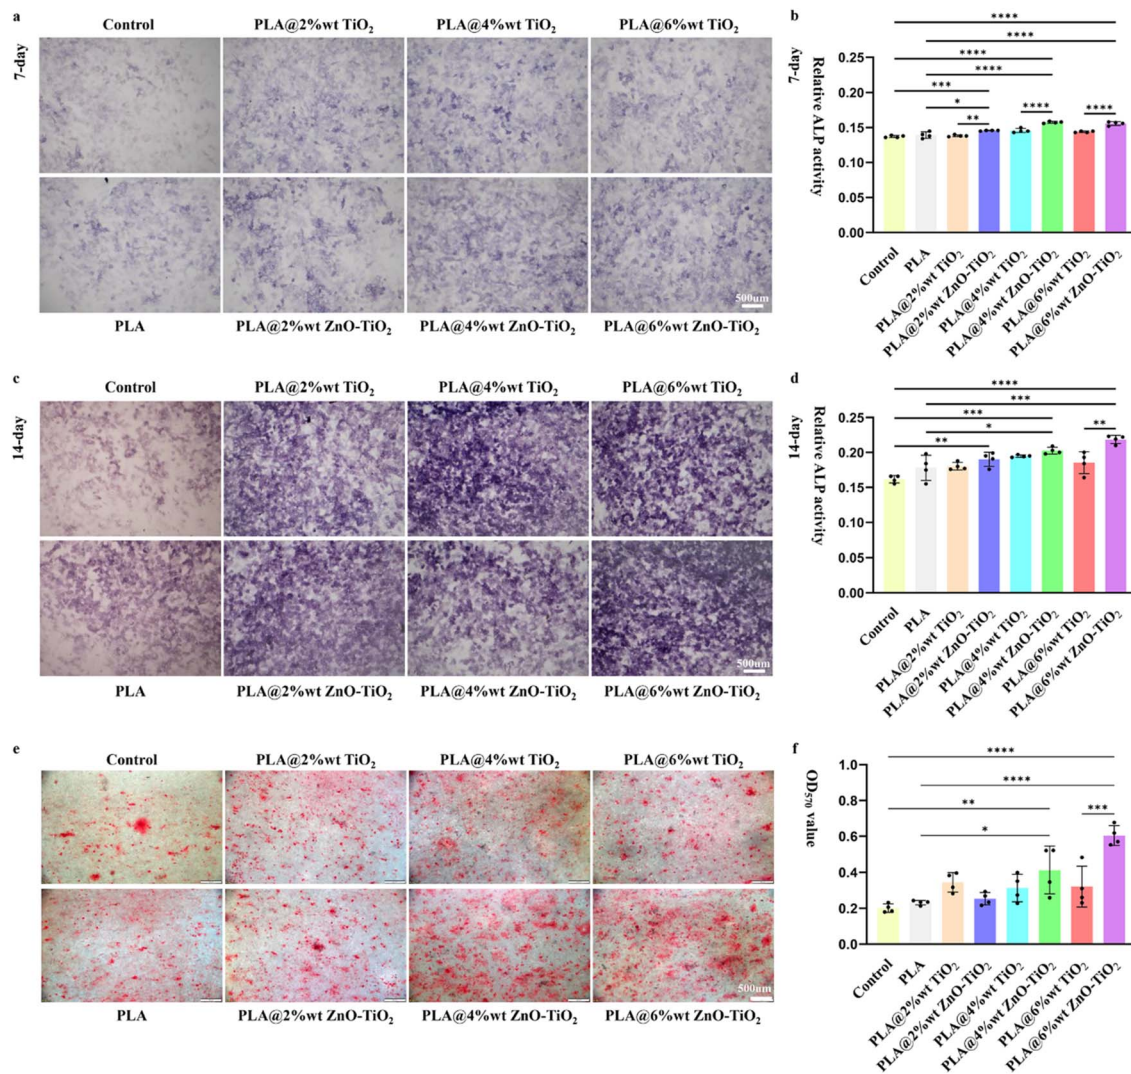 a
Control
PLA@2%wt TiO₂
PLA@4%wt TiO₂
PLA@6%wt TiO₂
7-day
500um
PLA
PLA@2%wt ZnO-TiO₂
PLA@4%wt ZnO-TiO₂
PLA@6%wt ZnO-TiO₂
b
7-day
Relative ALP activity
****
****
****
****
***
*
**
****
****
0.25
0.20
0.15
0.10
0.05
0.00
Control
PLA
PLA@2%wt TiO₂
PLA@2%wt ZnO-TiO₂
PLA@4%wt TiO₂
PLA@4%wt ZnO-TiO₂
PLA@6%wt TiO₂
PLA@6%wt ZnO-TiO₂
c
Control
PLA@2%wt TiO₂
PLA@4%wt TiO₂
PLA@6%wt TiO₂
14-day
500um
PLA
PLA@2%wt ZnO-TiO₂
PLA@4%wt ZnO-TiO₂
PLA@6%wt ZnO-TiO₂
d
14-day
Relative ALP activity
****
***
***
*
**
**
0.25
0.20
0.15
0.10
0.05
0.00
Control
PLA
PLA@2%wt TiO₂
PLA@2%wt ZnO-TiO₂
PLA@4%wt TiO₂
PLA@4%wt ZnO-TiO₂
PLA@6%wt TiO₂
PLA@6%wt ZnO-TiO₂
e
Control
PLA@2%wt TiO₂
PLA@4%wt TiO₂
PLA@6%wt TiO₂
500um
PLA
PLA@2%wt ZnO-TiO₂
PLA@4%wt ZnO-TiO₂
PLA@6%wt ZnO-TiO₂
f
OD₅₇₀ value
****
****
**
***
*
1.0
0.8
0.6
0.4
0.2
0.0
Control
PLA
PLA@2%wt TiO₂
PLA@2%wt ZnO-TiO₂
PLA@4%wt TiO₂
PLA@4%wt ZnO-TiO₂
PLA@6%wt TiO₂
PLA@6%wt ZnO-TiO₂